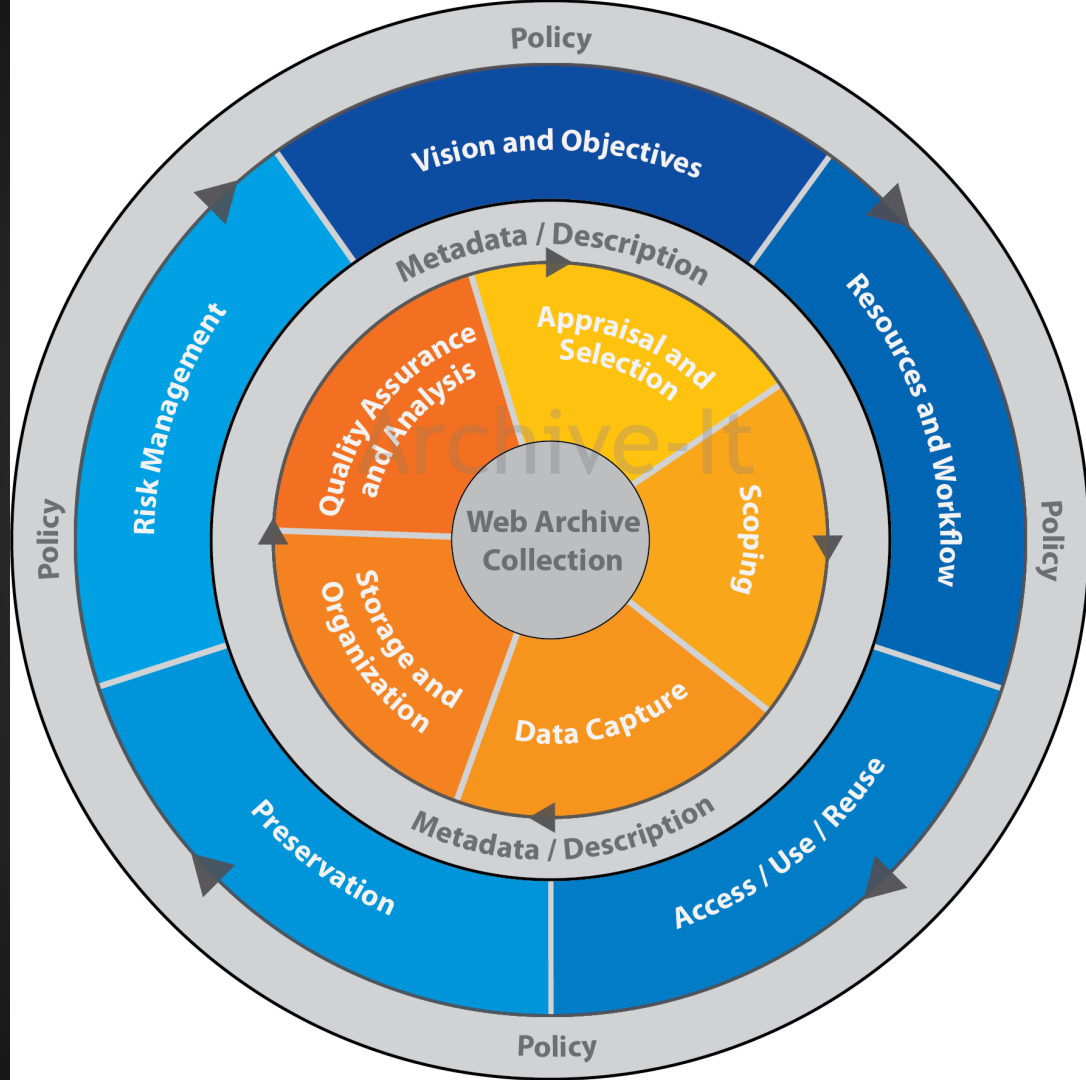 Policy
Vision and Objectives
Metadata / Description
Appraisal and
Selection
Resources and Workflow
Risk Management
Quality Assurance
and Analysis
Archive-It
Scoping
Web Archive
Collection
Policy
Policy
Storage and
Organization
Data Capture
Metadata / Description
Access / Use / Reuse
Preservation
Policy